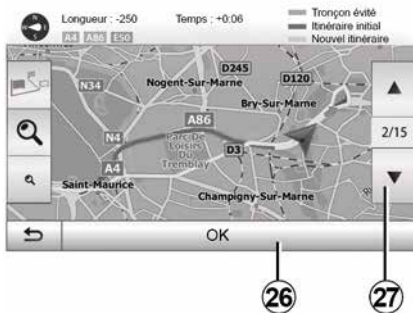 Longueur : -250 Temps : +0:06
A4 A86 E50
Tronçon évité
Itinéraire initial
Nouvel itinéraire
D245
N34
Nogent-Sur-Marne
D120
Bry-Sur-Marne
A86
2/15
N4
Parc De
Loisirs
Du
Tremblay
D3
A4
Saint-Maurice
Champigny-Sur-Marne
OK
26
27